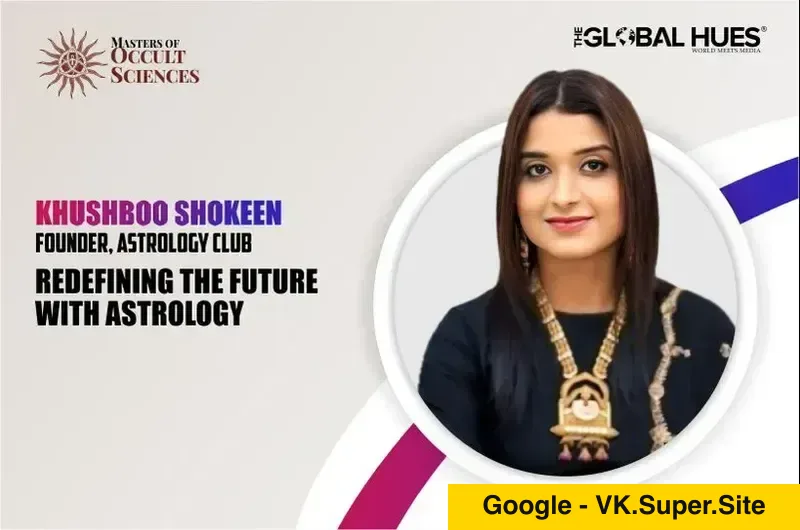 MASTERS OF
OCCULT
SCIENCES
THE GLOBAL HUES®
WORLD MEETS MEDIA
KHUSHBOO SHOKEEN
FOUNDER, ASTROLOGY CLUB
REDEFINING THE FUTURE
WITH ASTROLOGY
Google - VK.Super.Site